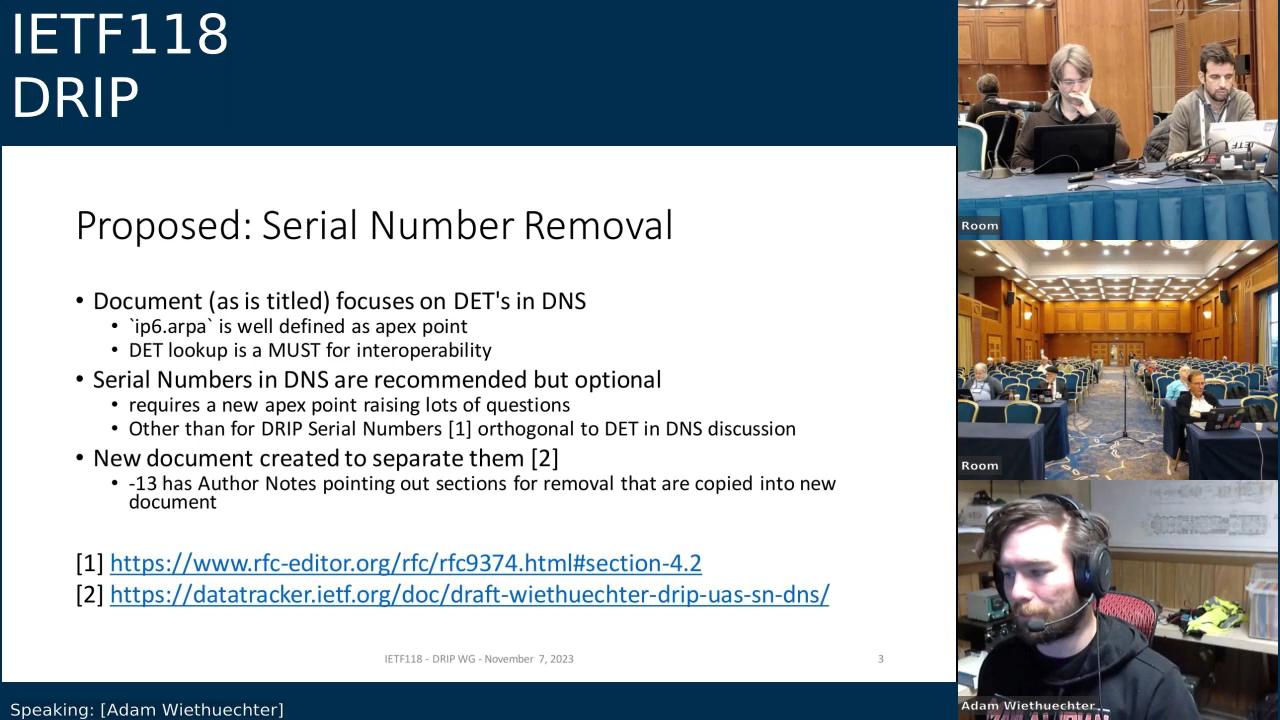 IETF118
DRIP
Proposed: Serial Number Removal
• Document (as is titled) focuses on DET's in DNS
• `ip6.arpa` is well defined as apex point
• DET lookup is a MUST for interoperability
• Serial Numbers in DNS are recommended but optional
• requires a new apex point raising lots of questions
• Other than for DRIP Serial Numbers [1] orthogonal to DET in DNS discussion
• New document created to separate them [2]
• -13 has Author Notes pointing out sections for removal that are copied into new
document
[1] https://www.rfc-editor.org/rfc/rfc9374.html#section-4.2
[2] https://datatracker.ietf.org/doc/draft-wiethuechter-drip-uas-sn-dns/
IETF118 - DRIP WG - November 7, 2023
3
Speaking: [Adam Wiethuechter]
IETF
Room
Room
Adam Wiethuechter